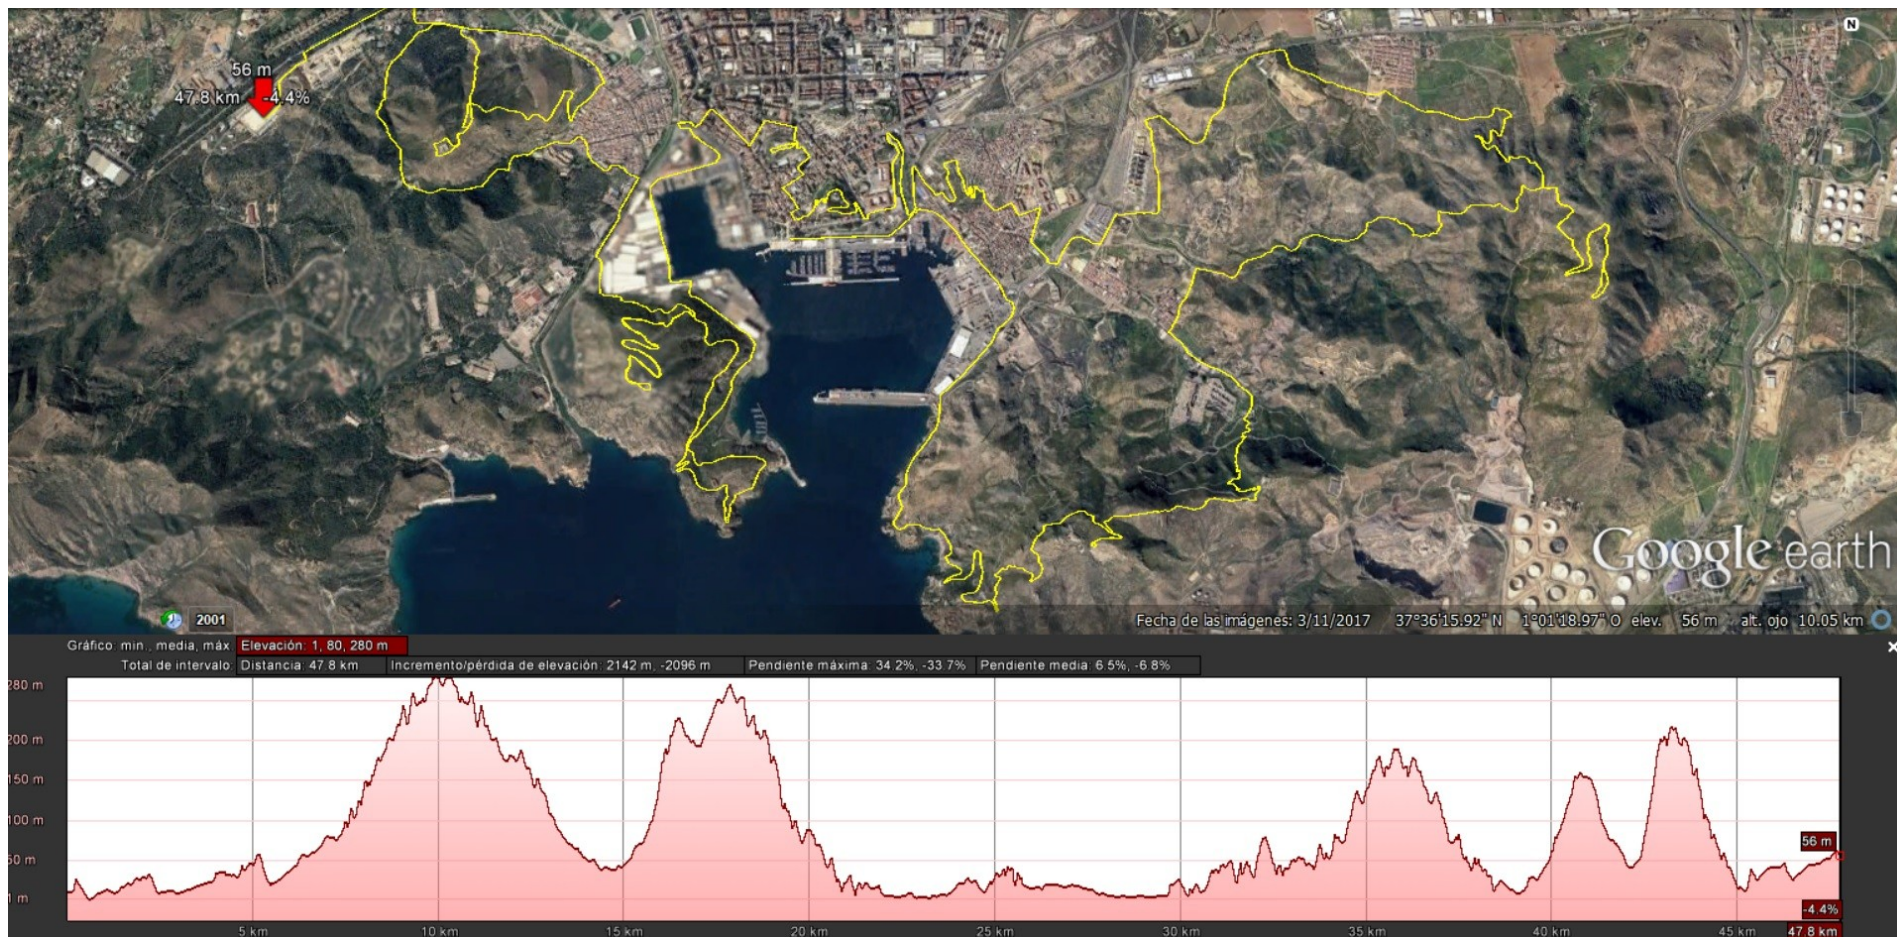 N
56 m
47.8 km -4.4%
Google earth
2001
Fecha de las imágenes: 3/11/2017 37°36'15.92" N 1°01'18.97" O elev. 56 m alt. ojo 10.05 km
Gráfico: min., media, máx Elevación: 1, 80, 280 m
Total de intervalo: Distancia: 47.8 km Incremento/pérdida de elevación: 2142 m, -2096 m Pendiente máxima: 34.2%, -33.7% Pendiente media: 6.5%, -6.8%
280 m
200 m
150 m
100 m
50 m
1 m
56 m
-4.4%
5 km 10 km 15 km 20 km 25 km 30 km 35 km 40 km 45 km 47.8 km